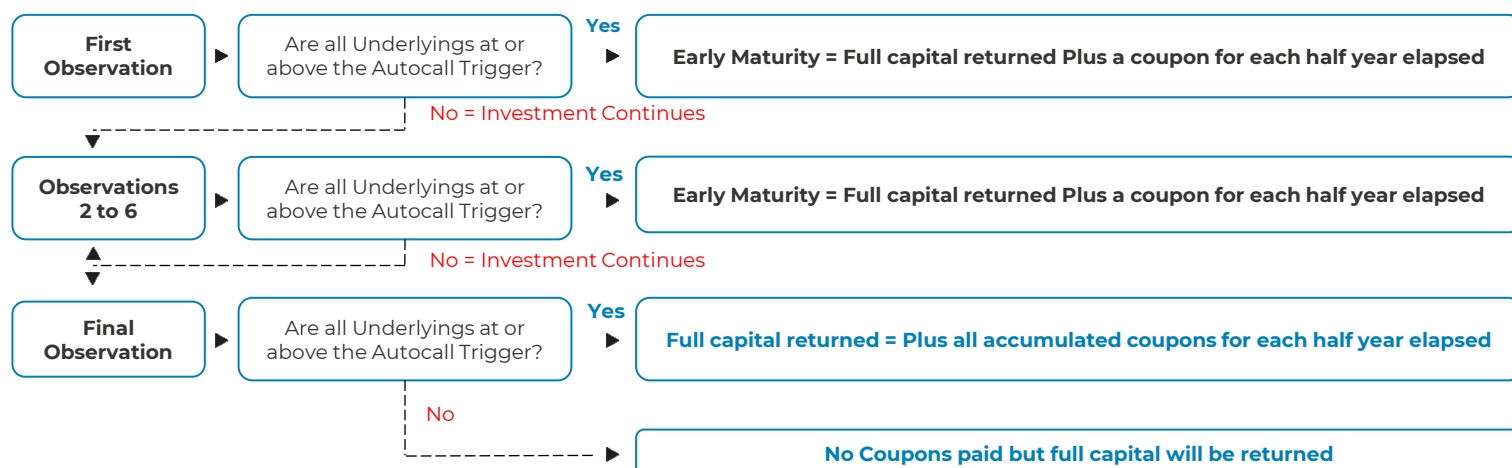 First
Observation
Are all Underlyings at or
above the Autocall Trigger?
Yes
Early Maturity = Full capital returned Plus a coupon for each half year elapsed
No = Investment Continues
Observations
2 to 6
Are all Underlyings at or
above the Autocall Trigger?
Yes
Early Maturity = Full capital returned Plus a coupon for each half year elapsed
No = Investment Continues
Final
Observation
Are all Underlyings at or
above the Autocall Trigger?
Yes
Full capital returned = Plus all accumulated coupons for each half year elapsed
No
No Coupons paid but full capital will be returned